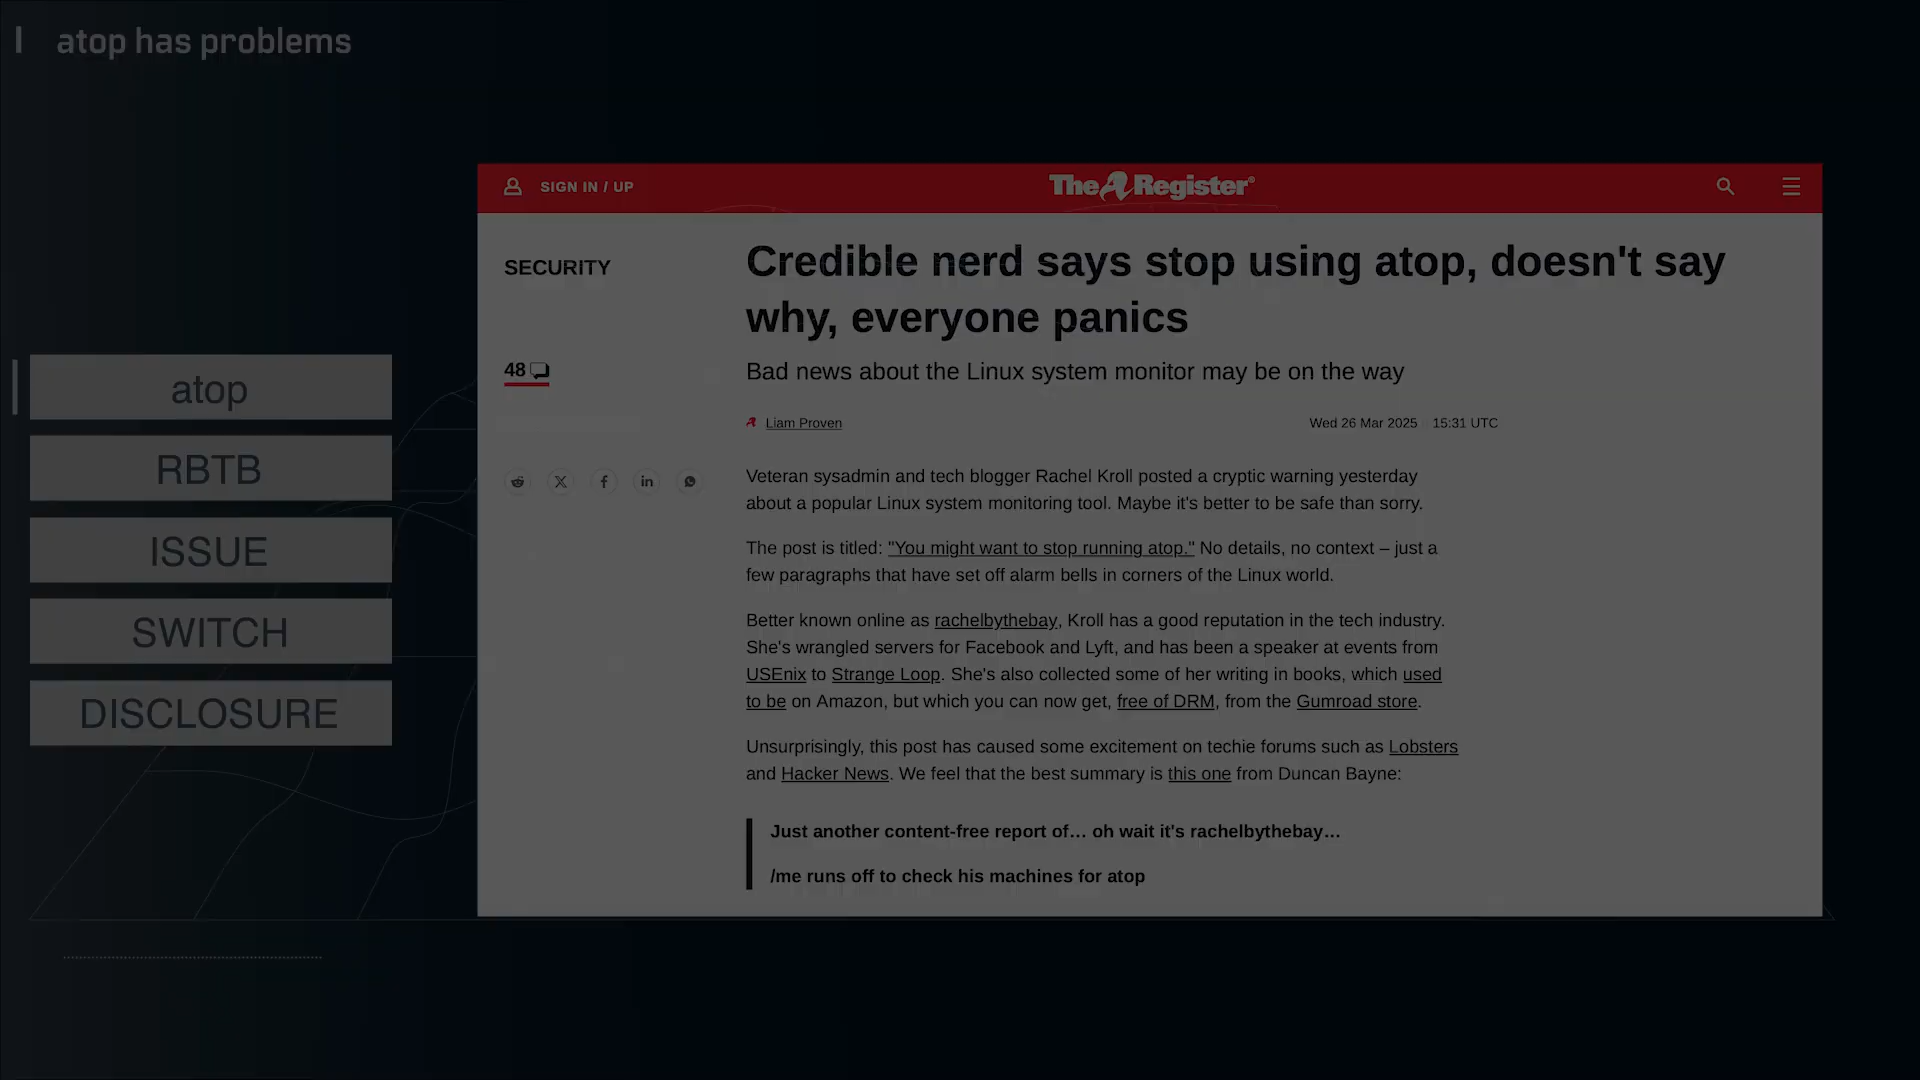 atop has problems
atop
RBTB
ISSUE
SWITCH
DISCLOSURE
SIGN IN / UP
The Register®
SECURITY
48
Credible nerd says stop using atop, doesn't say
why, everyone panics
Bad news about the Linux system monitor may be on the way
Liam Proven
Wed 26 Mar 2025 15:31 UTC
Veteran sysadmin and tech blogger Rachel Kroll posted a cryptic warning yesterday
about a popular Linux system monitoring tool. Maybe it's better to be safe than sorry.
The post is titled: "You might want to stop running atop." No details, no context – just a
few paragraphs that have set off alarm bells in corners of the Linux world.
Better known online as rachelbythebay, Kroll has a good reputation in the tech industry.
She's wrangled servers for Facebook and Lyft, and has been a speaker at events from
USEnix to Strange Loop. She's also collected some of her writing in books, which used
to be on Amazon, but which you can now get, free of DRM, from the Gumroad store.
Unsurprisingly, this post has caused some excitement on techie forums such as Lobsters
and Hacker News. We feel that the best summary is this one from Duncan Bayne:
Just another content-free report of… oh wait it's rachelbythebay…
/me runs off to check his machines for atop